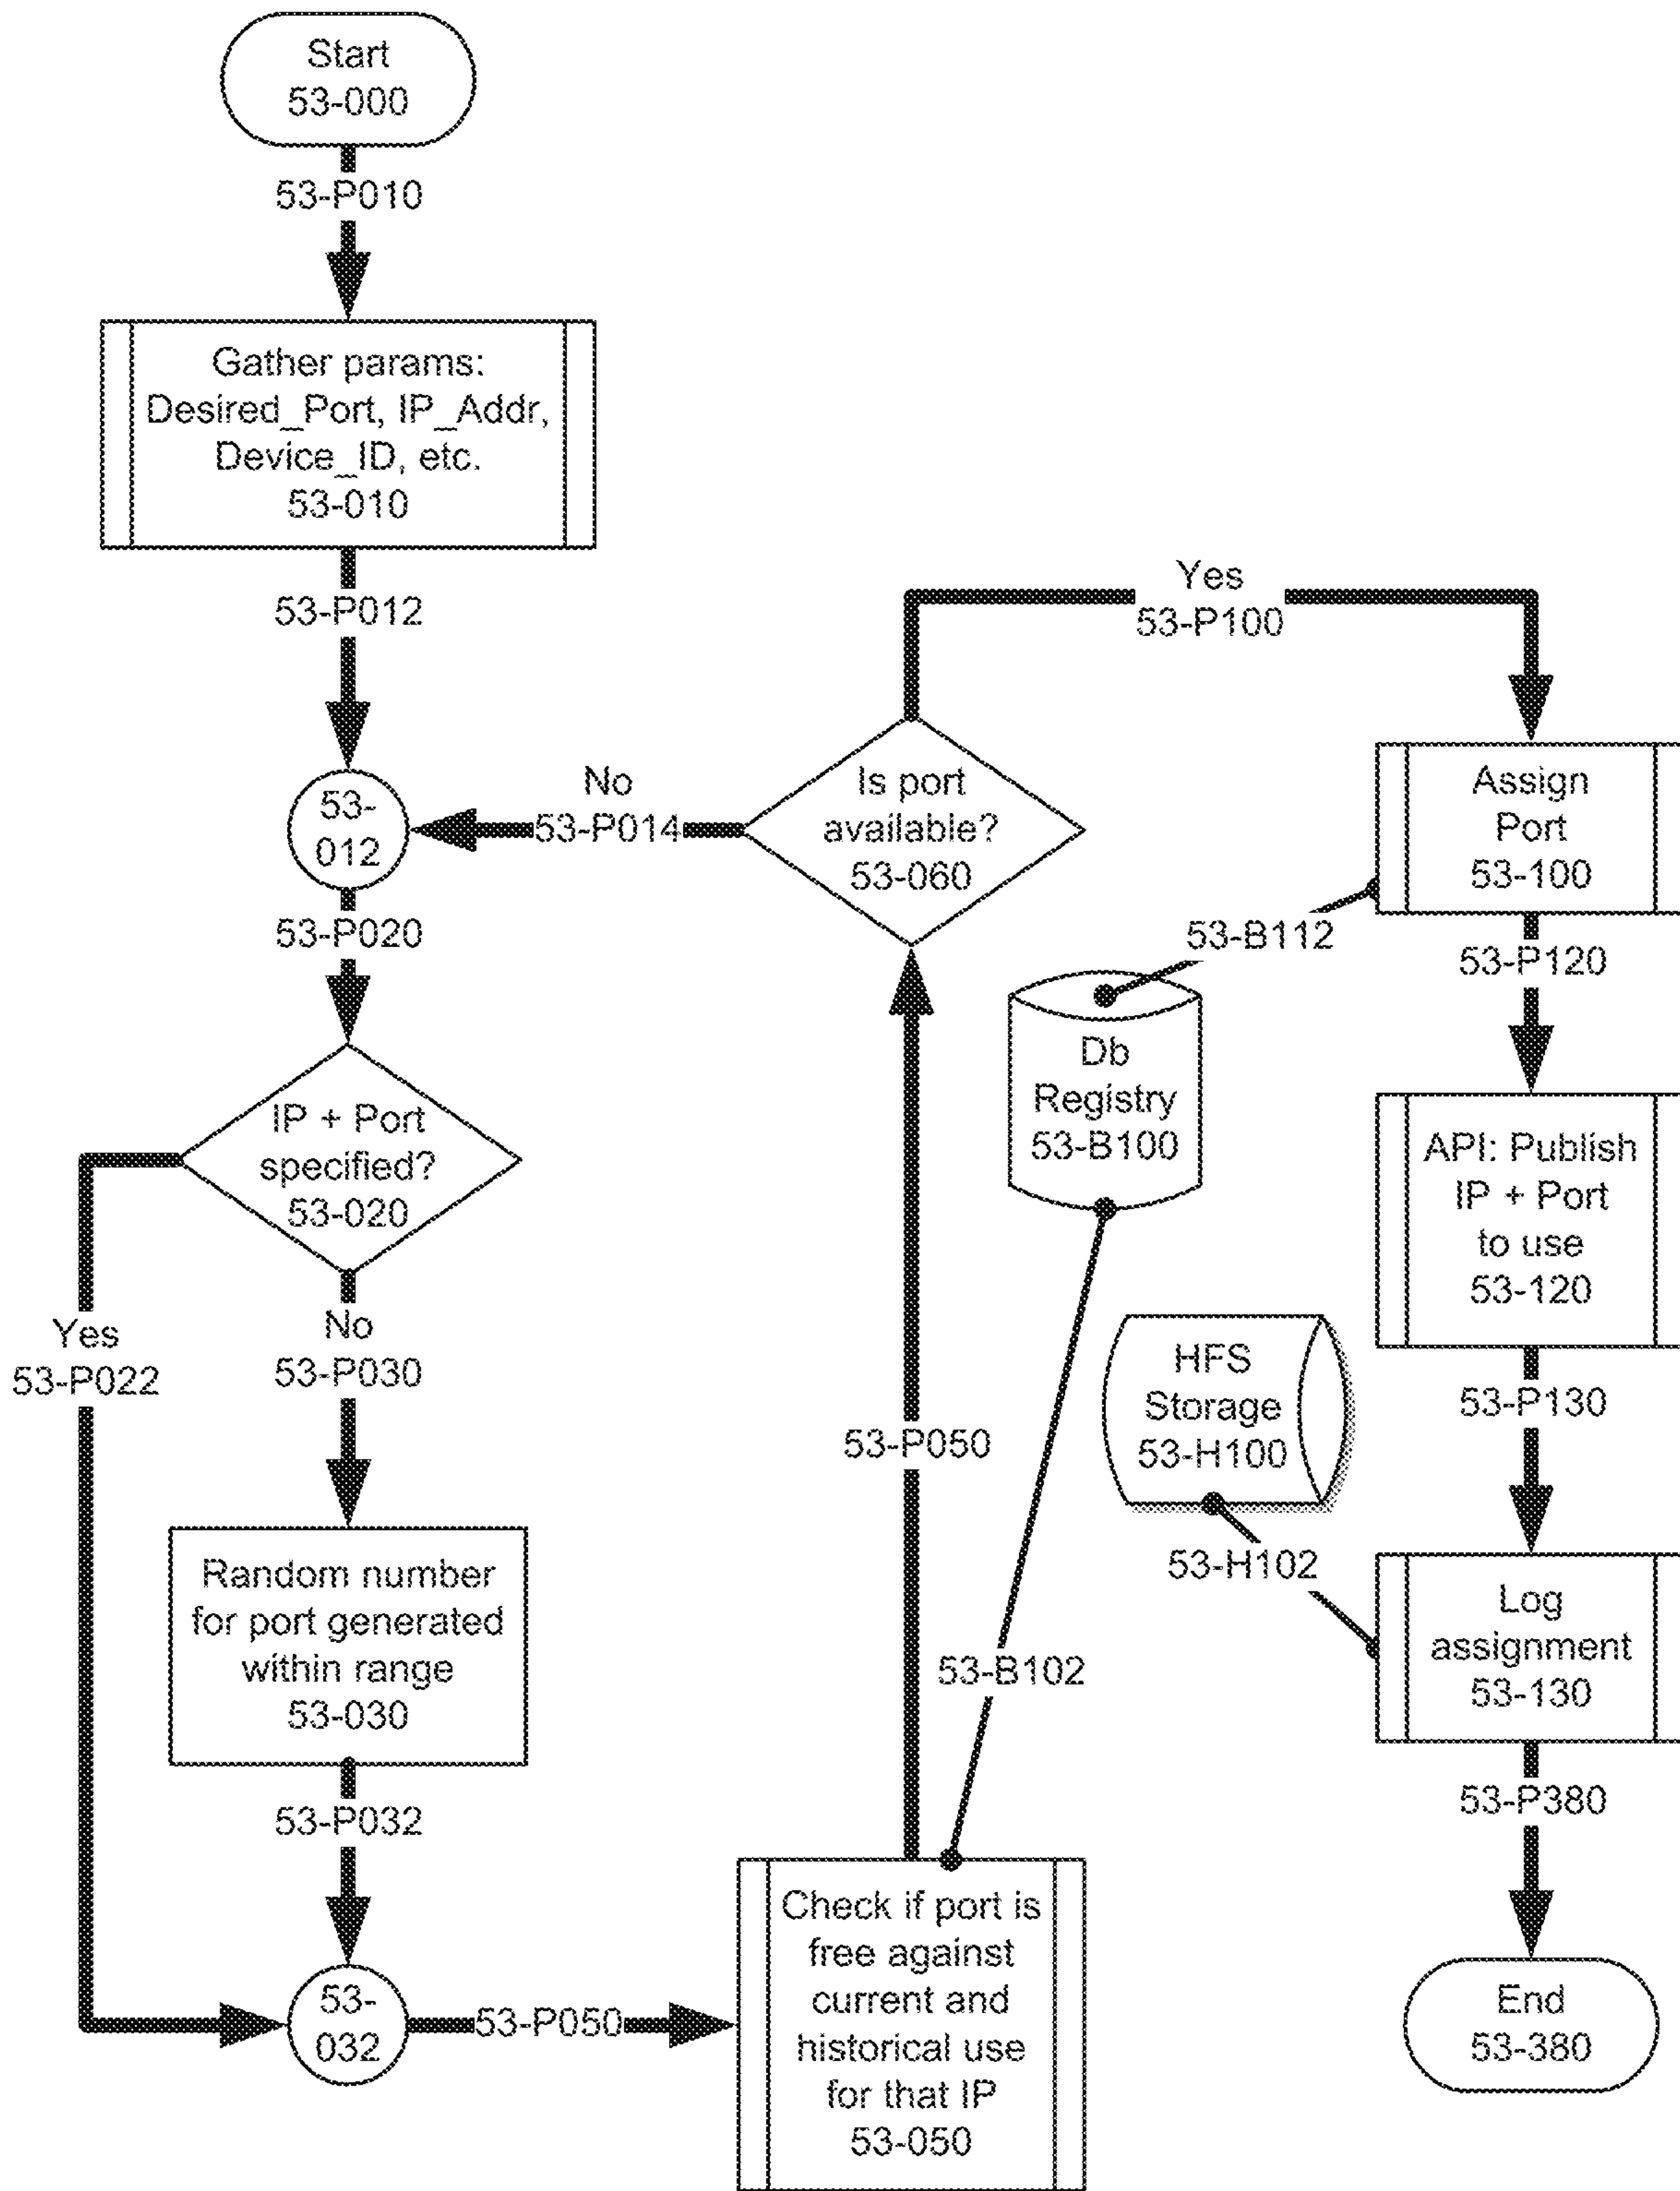 Start
53-000
53-P010
Gather params:
Desired_Port, IP_Addr,
Device_ID, etc.
53-010
53-P012
53-
012
53-P020
IP + Port
specified?
53-020
Yes
53-P022
No
53-P030
Random number
for port generated
within range
53-030
53-P032
53-
032
53-P050
Check if port is
free against
current and
historical use
for that IP
53-050
53-P050
Is port
available?
53-060
No
53-P014
Yes
53-P100
Db
Registry
53-B100
53-B112
53-B102
HFS
Storage
53-H100
53-H102
Assign
Port
53-100
53-P120
API: Publish
IP + Port
to use
53-120
53-P130
Log
assignment
53-130
53-P380
End
53-380